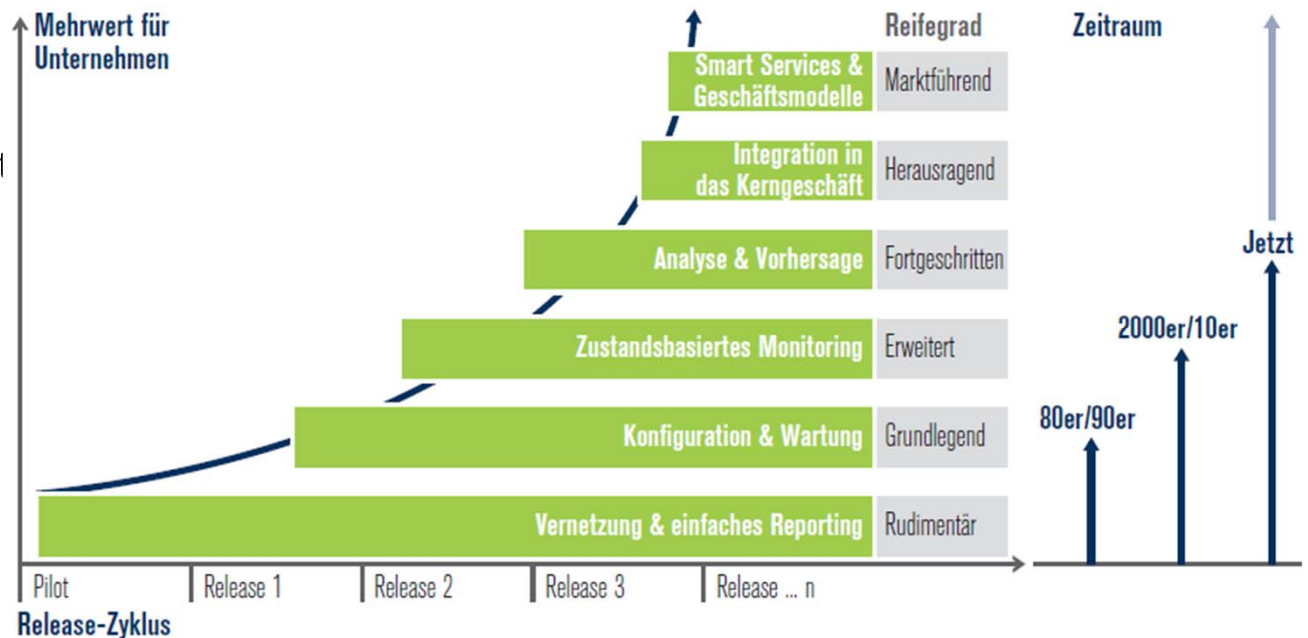 Mehrwert für
Unternehmen
Reifegrad
Zeitraum
Smart Services &
Geschäftsmodelle
Marktführend
Integration in
das Kerngeschäft
Herausragend
Analyse & Vorhersage
Fortgeschritten
Jetzt
Zustandsbasiertes Monitoring
Erweitert
2000er/10er
Konfiguration & Wartung
Grundlegend
80er/90er
Vernetzung & einfaches Reporting
Rudimentär
Pilot
Release 1
Release 2
Release 3
Release ... n
Release-Zyklus